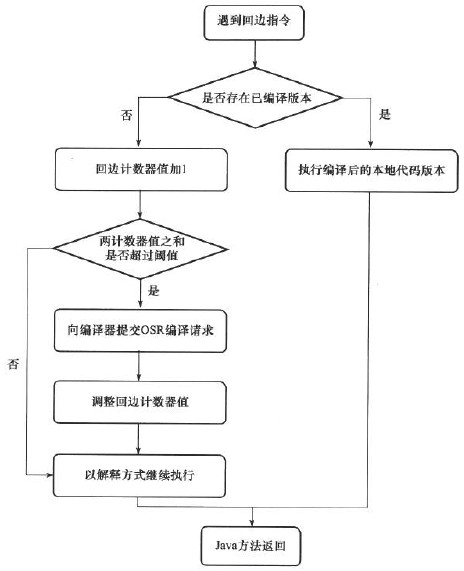 遇到回边指令
是否存在已编译版本
否
是
回边计数器值加1
执行编译后的本地代码版本
两计数器值之和
是否超过阈值
是
向编译器提交OSR编译请求
否
调整回边计数器值
以解释方式继续执行
Java方法返回